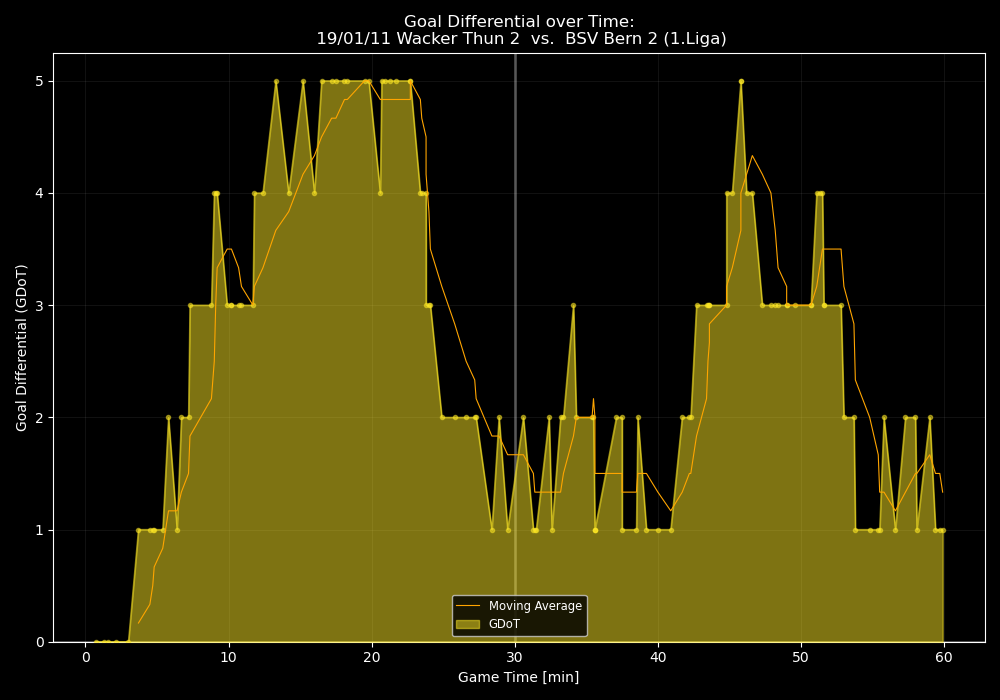 Goal Differential over Time:
19/01/11 Wacker Thun 2  vs.  BSV Bern 2 (1.Liga)
Goal Differential (GDoT)
5
4
3
2
1
0
Moving Average
GDoT
0 10 20 30 40 50 60
Game Time [min]